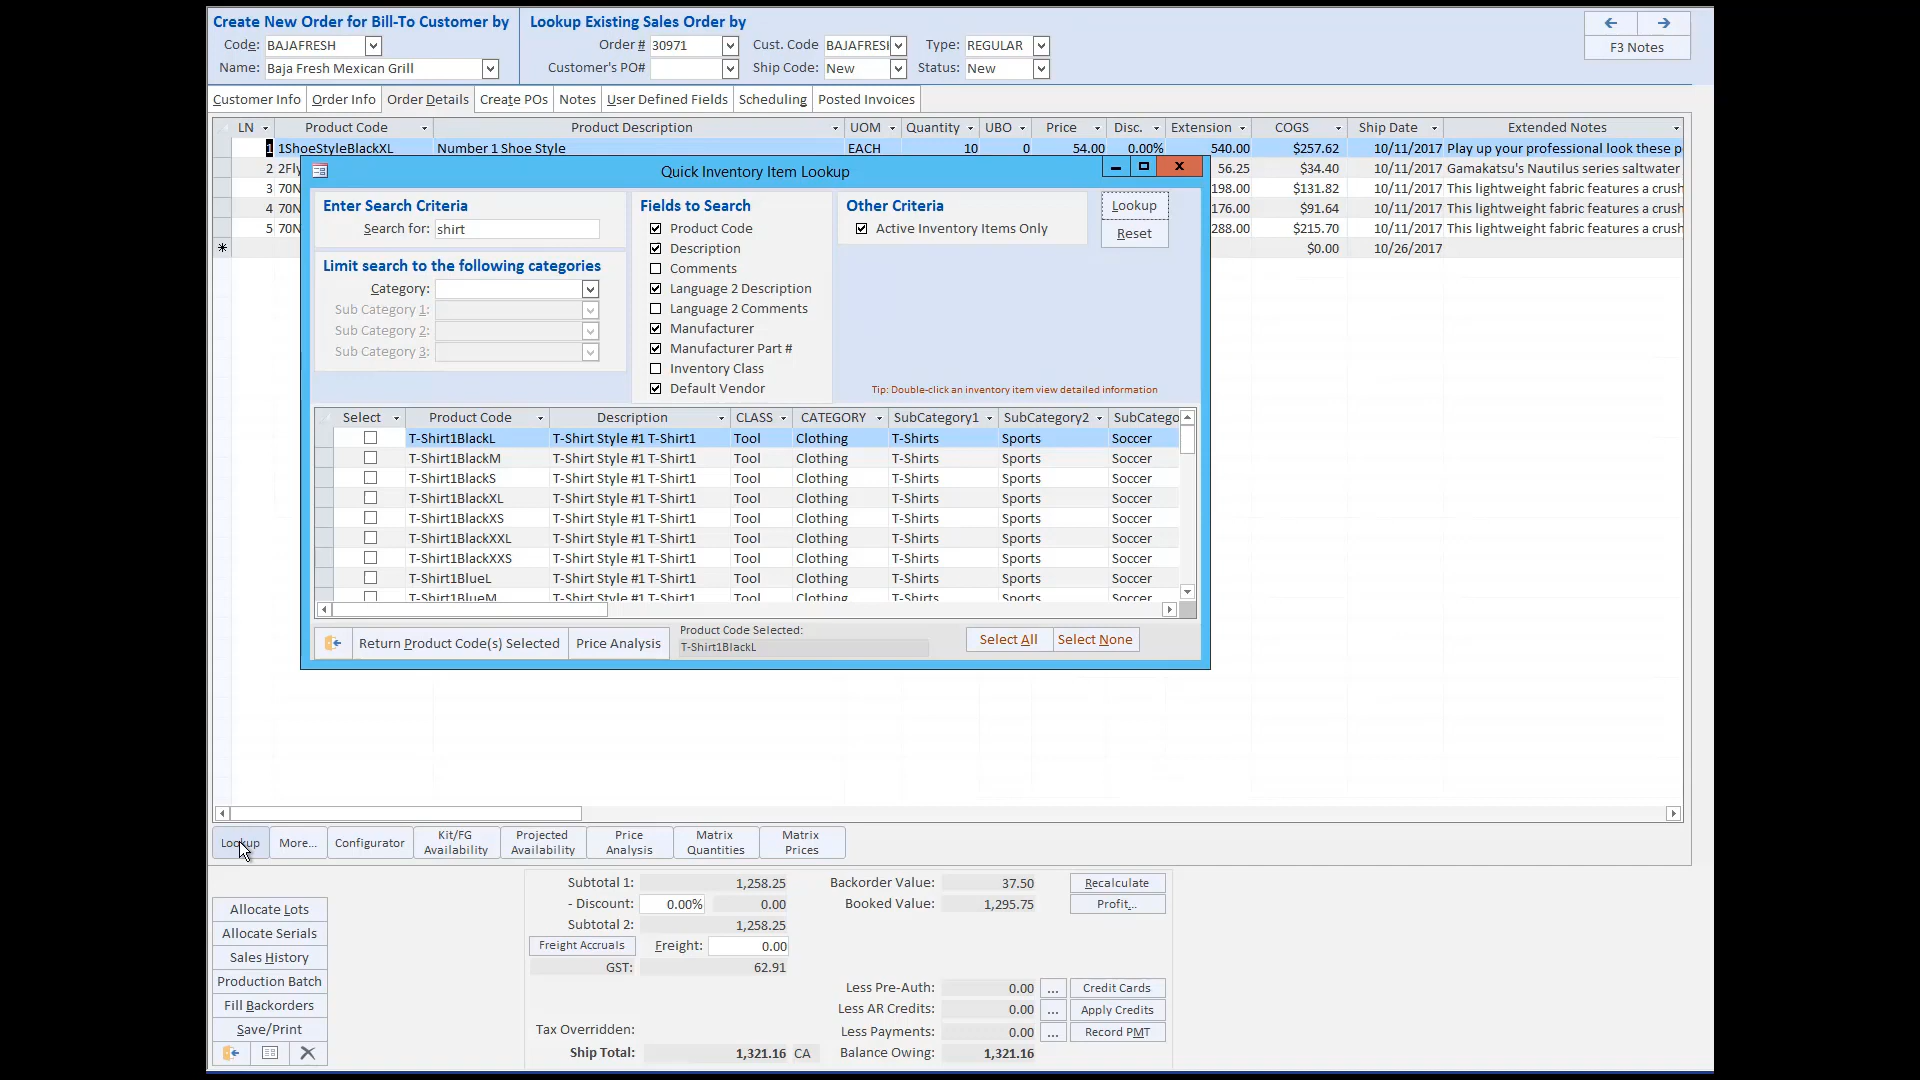 Create New Order for Bill-To Customer by
Code: BAJAFRESH
Name: Baja Fresh Mexican Grill
Lookup Existing Sales Order by
Order # 30971 Cust. Code BAJAFRESH Type: REGULAR
Customer's PO# Ship Code: New Status: New
F3 Notes
Customer Info Order Info Order Details Create POs Notes User Defined Fields Scheduling Posted Invoices
LN Product Code Product Description UOM Quantity UBO Price Disc. Extension COGS Ship Date Extended Notes
1 1ShoeStyleBlackXL Number 1 Shoe Style EACH 10 0 54.00 0.00% 540.00 $257.62 10/11/2017 Play up your professional look these p
2 2Fly 56.25 $34.40 10/11/2017 Gamakatsu's Nautilus series saltwater
3 70N 198.00 $131.82 10/11/2017 This lightweight fabric features a crush
4 70N 176.00 $91.64 10/11/2017 This lightweight fabric features a crush
5 70N 288.00 $215.70 10/11/2017 This lightweight fabric features a crush
* $0.00 10/26/2017
Quick Inventory Item Lookup
Enter Search Criteria
Search for: shirt
Limit search to the following categories
Category:
Sub Category 1:
Sub Category 2:
Sub Category 3:
Fields to Search
Product Code
Description
Comments
Language 2 Description
Language 2 Comments
Manufacturer
Manufacturer Part #
Inventory Class
Default Vendor
Other Criteria
Active Inventory Items Only
Lookup
Reset
Tip: Double-click an inventory item view detailed information
Select Product Code Description CLASS CATEGORY SubCategory1 SubCategory2 SubCatego
T-Shirt1BlackL T-Shirt Style #1 T-Shirt1 Tool Clothing T-Shirts Sports Soccer
T-Shirt1BlackM T-Shirt Style #1 T-Shirt1 Tool Clothing T-Shirts Sports Soccer
T-Shirt1BlackS T-Shirt Style #1 T-Shirt1 Tool Clothing T-Shirts Sports Soccer
T-Shirt1BlackXL T-Shirt Style #1 T-Shirt1 Tool Clothing T-Shirts Sports Soccer
T-Shirt1BlackXS T-Shirt Style #1 T-Shirt1 Tool Clothing T-Shirts Sports Soccer
T-Shirt1BlackXXL T-Shirt Style #1 T-Shirt1 Tool Clothing T-Shirts Sports Soccer
T-Shirt1BlackXXS T-Shirt Style #1 T-Shirt1 Tool Clothing T-Shirts Sports Soccer
T-Shirt1BlueL T-Shirt Style #1 T-Shirt1 Tool Clothing T-Shirts Sports Soccer
T-Shirt1BlueM T-Shirt Style #1 T-Shirt1 Tool Clothing T-Shirts Sports Soccer
Return Product Code(s) Selected Price Analysis
Product Code Selected:
T-Shirt1BlackL
Select All Select None
Lookup More... Configurator Kit/FG Availability Projected Availability Price Analysis Matrix Quantities Matrix Prices
Allocate Lots
Allocate Serials
Sales History
Production Batch
Fill Backorders
Save/Print
Subtotal 1: 1,258.25
- Discount: 0.00% 0.00
Subtotal 2: 1,258.25
Freight Accruals Freight: 0.00
GST: 62.91
Tax Overridden:
Ship Total: 1,321.16 CA
Backorder Value: 37.50 Recalculate
Booked Value: 1,295.75 Profit...
Less Pre-Auth: 0.00 ... Credit Cards
Less AR Credits: 0.00 ... Apply Credits
Less Payments: 0.00 ... Record PMT
Balance Owing: 1,321.16